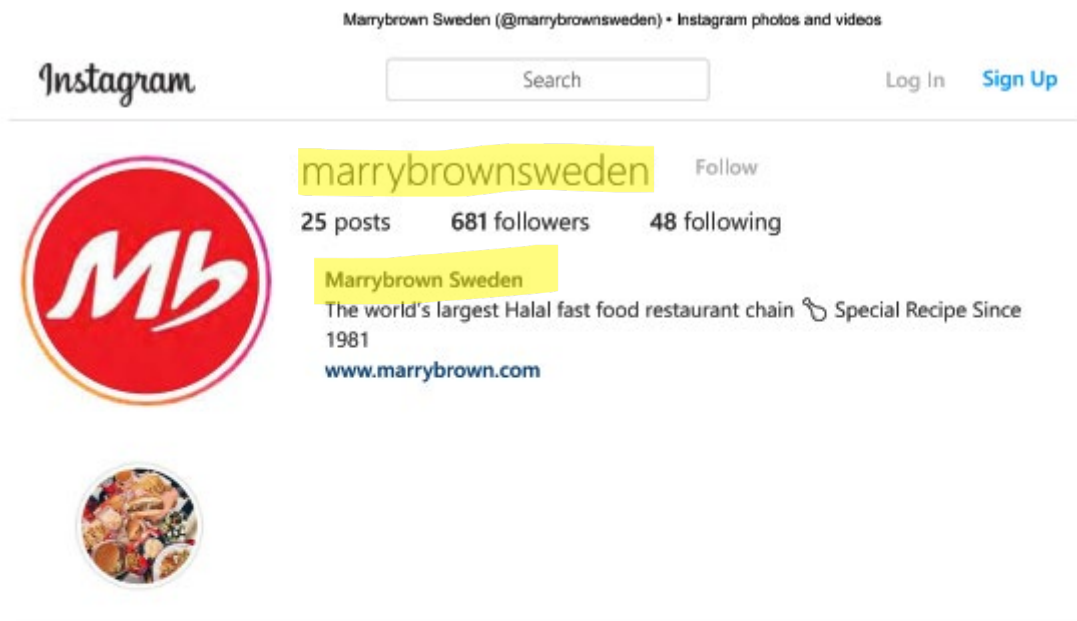 Marrybrown Sweden (@marrybrownsweden) • Instagram photos and videos
Instagram
Search
Log In Sign Up
marrybrownsweden Follow
25 posts 681 followers 48 following
Mb
Marrybrown Sweden
The world's largest Halal fast food restaurant chain 🍗 Special Recipe Since
1981
www.marrybrown.com